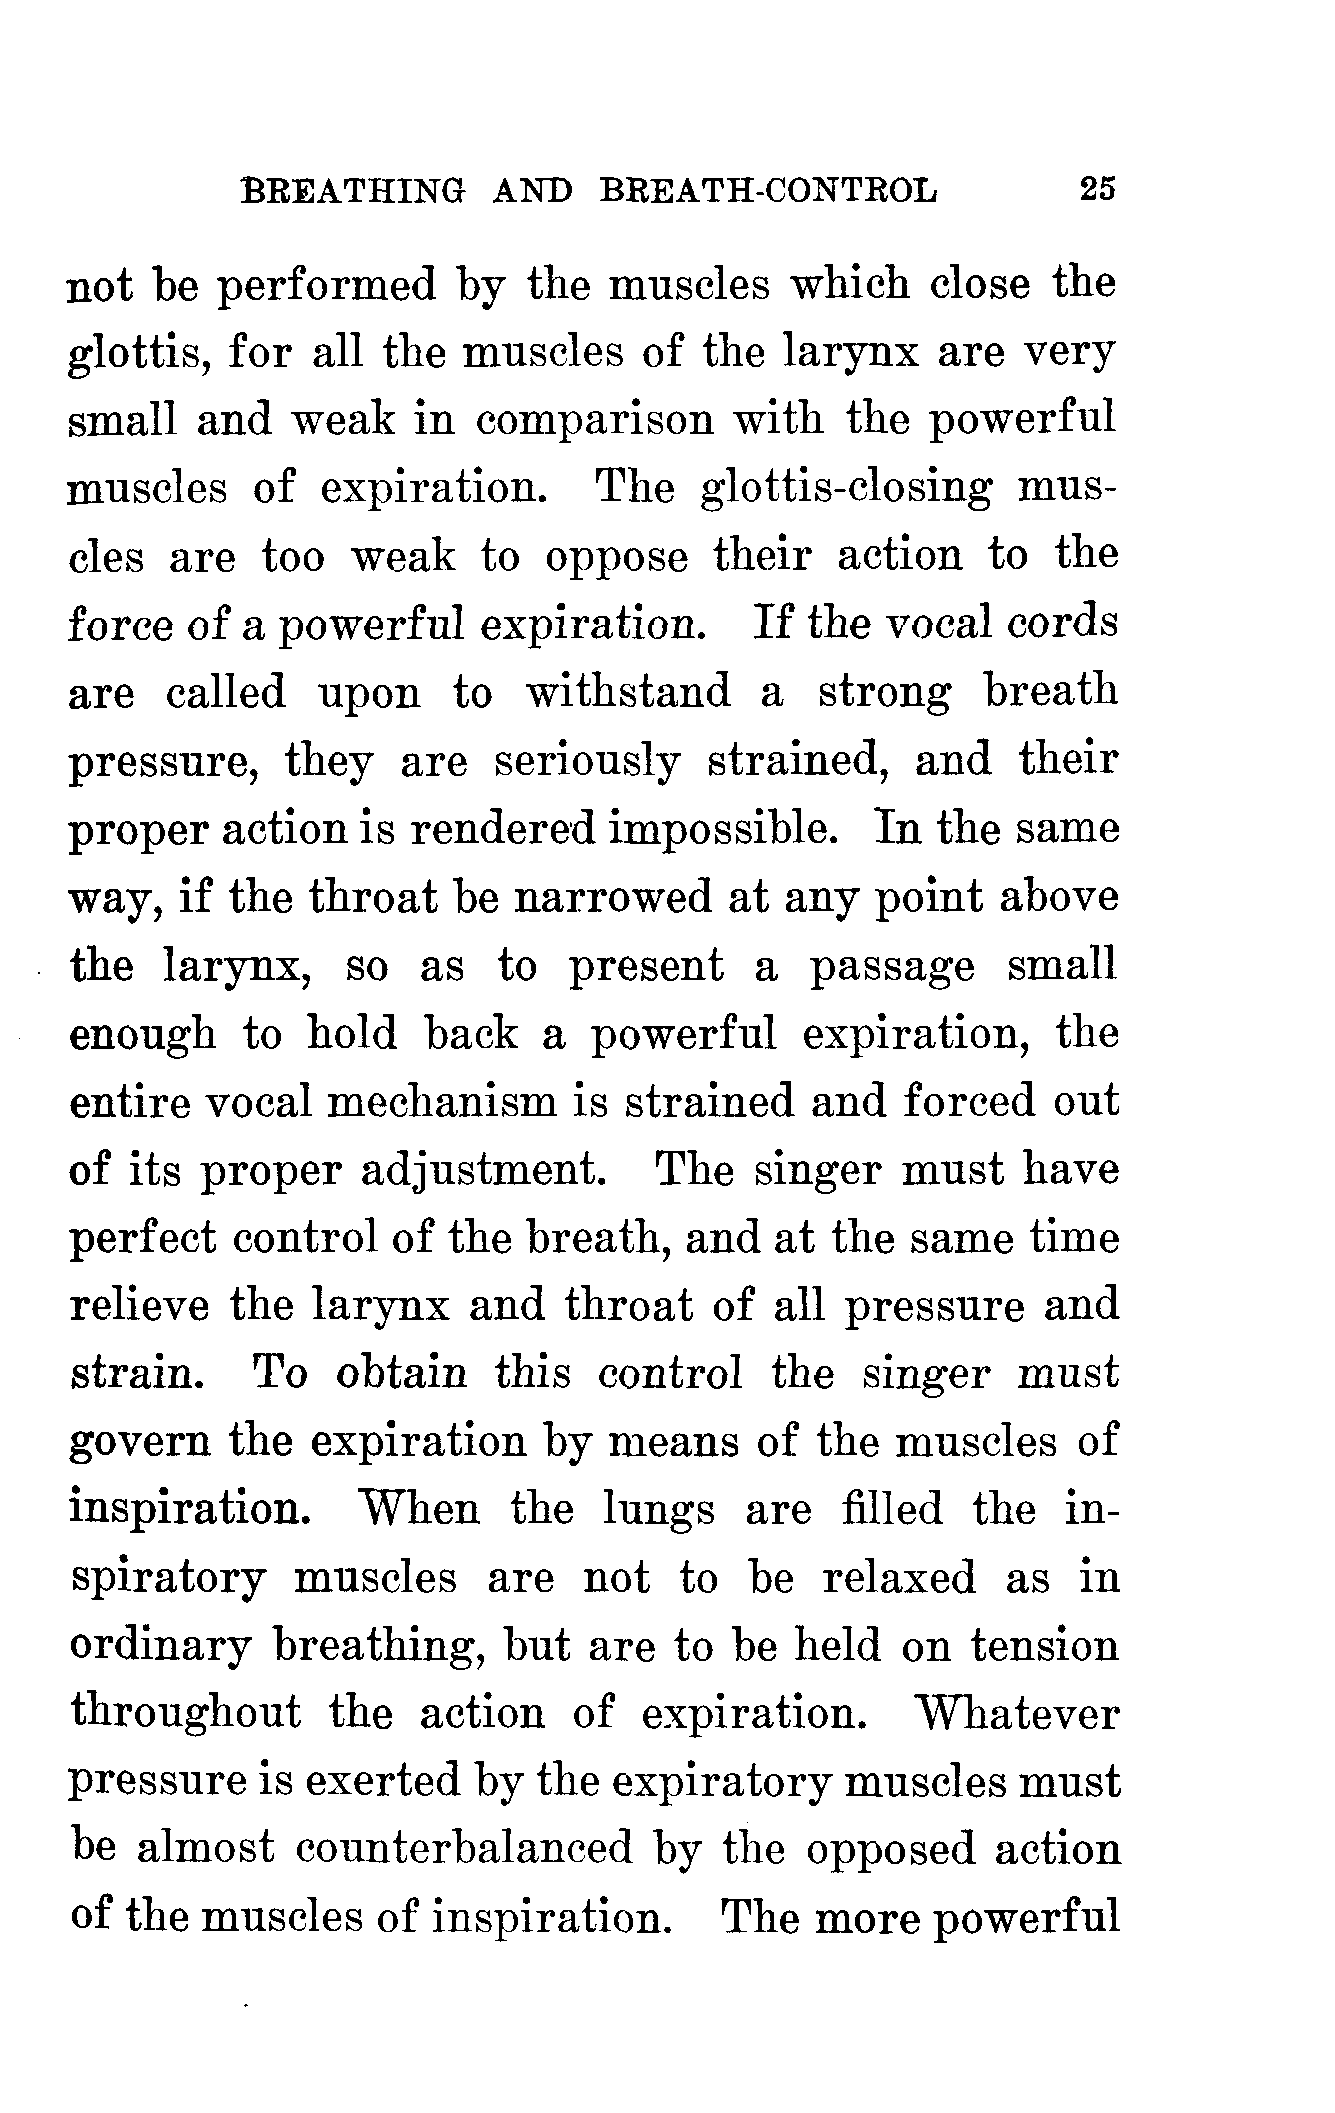 BREATHING AND BREATH-CONTROL 25
not be performed by the muscles which close the
glottis, for all the muscles of the larynx are very
small and weak in comparison with the powerful
muscles of expiration. The glottis-closing mus-
cles are too weak to oppose their action to the
force of a powerful expiration. If the vocal cords
are called upon to withstand a strong breath
pressure, they are seriously strained, and their
proper action is rendered impossible. In the same
way, if the throat be narrowed at any point above
the larynx, so as to present a passage small
enough to hold back a powerful expiration, the
entire vocal mechanism is strained and forced out
of its proper adjustment. The singer must have
perfect control of the breath, and at the same time
relieve the larynx and throat of all pressure and
strain. To obtain this control the singer must
govern the expiration by means of the muscles of
inspiration. When the lungs are filled the in-
spiratory muscles are not to be relaxed as in
ordinary breathing, but are to be held on tension
throughout the action of expiration. Whatever
pressure is exerted by the expiratory muscles must
be almost counterbalanced by the opposed action
of the muscles of inspiration. The more powerful